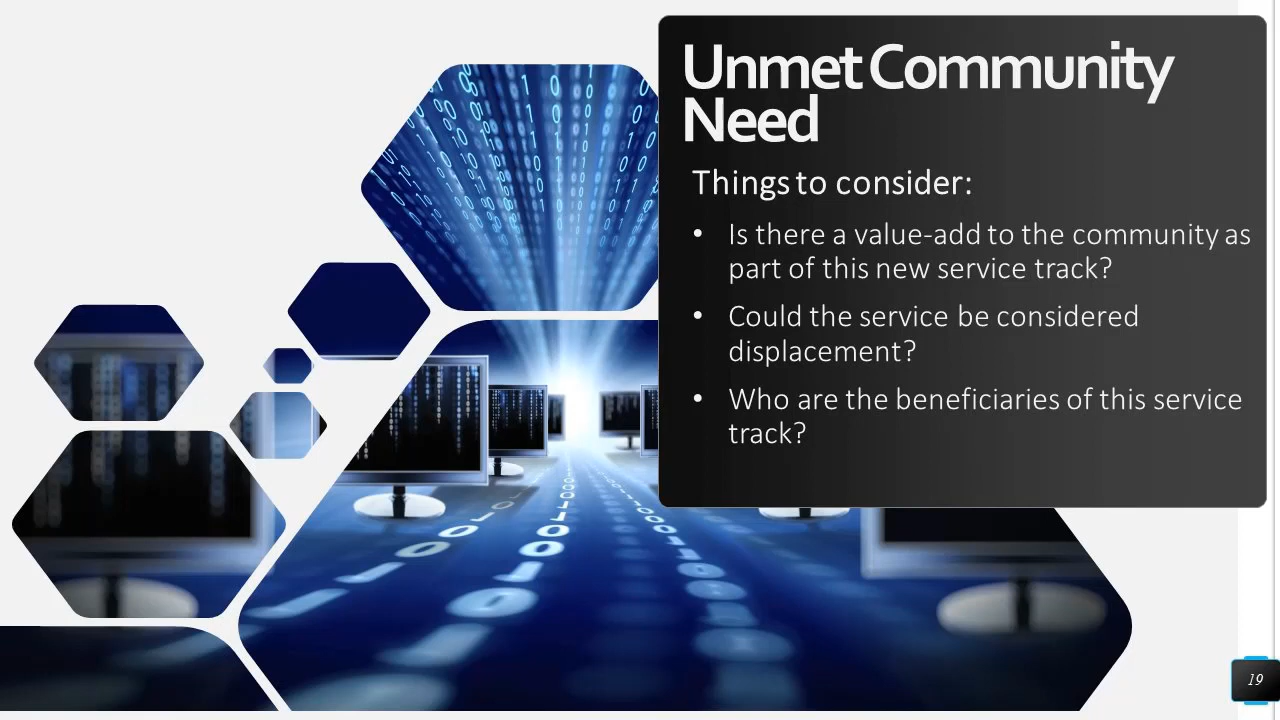 Unmet Community
Need
Things to consider:
• Is there a value-add to the community as
part of this new service track?
• Could the service be considered
displacement?
• Who are the beneficiaries of this service
track?
19